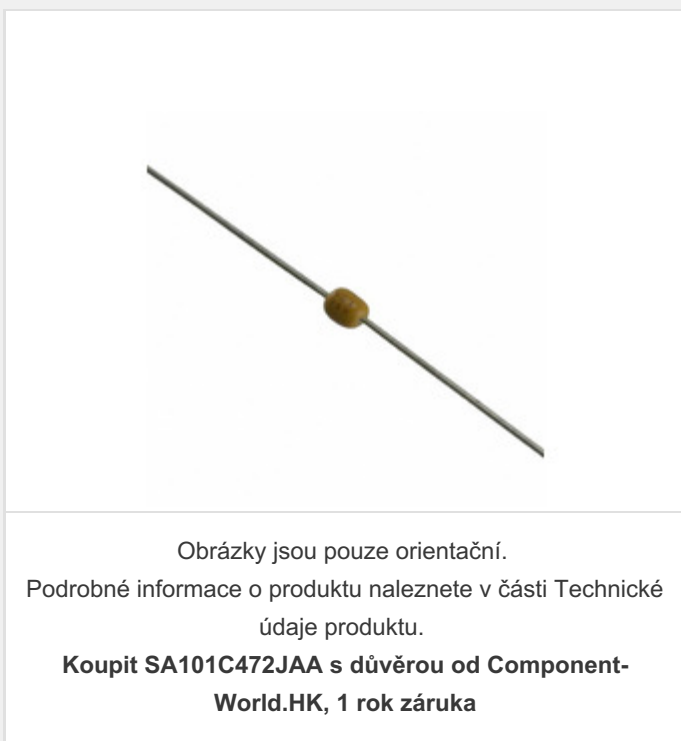 Obrázky jsou pouze orientační.
Podrobné informace o produktu naleznete v části Technické
údaje produktu.
Koupit SA101C472JAA s důvěrou od Component-
World.HK, 1 rok záruka